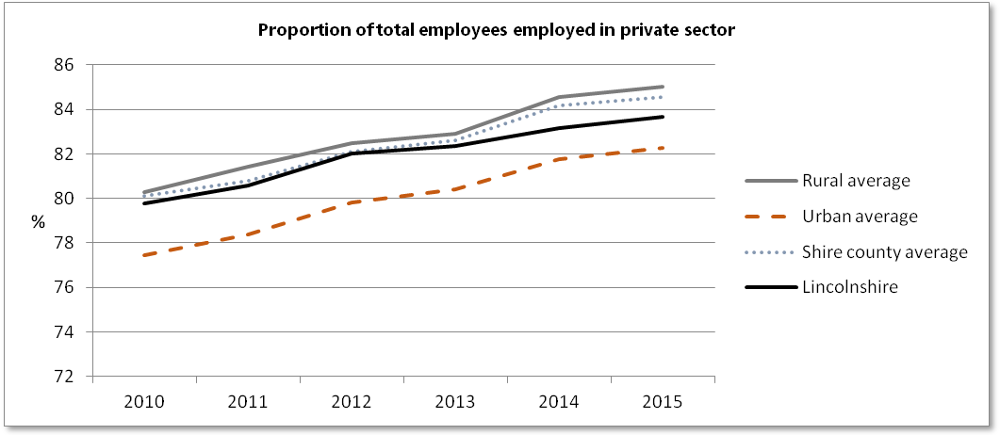 Proportion of total employees employed in private sector
86
84
82
80
78
76
74
72
%
2010 2011 2012 2013 2014 2015
Rural average
Urban average
Shire county average
Lincolnshire